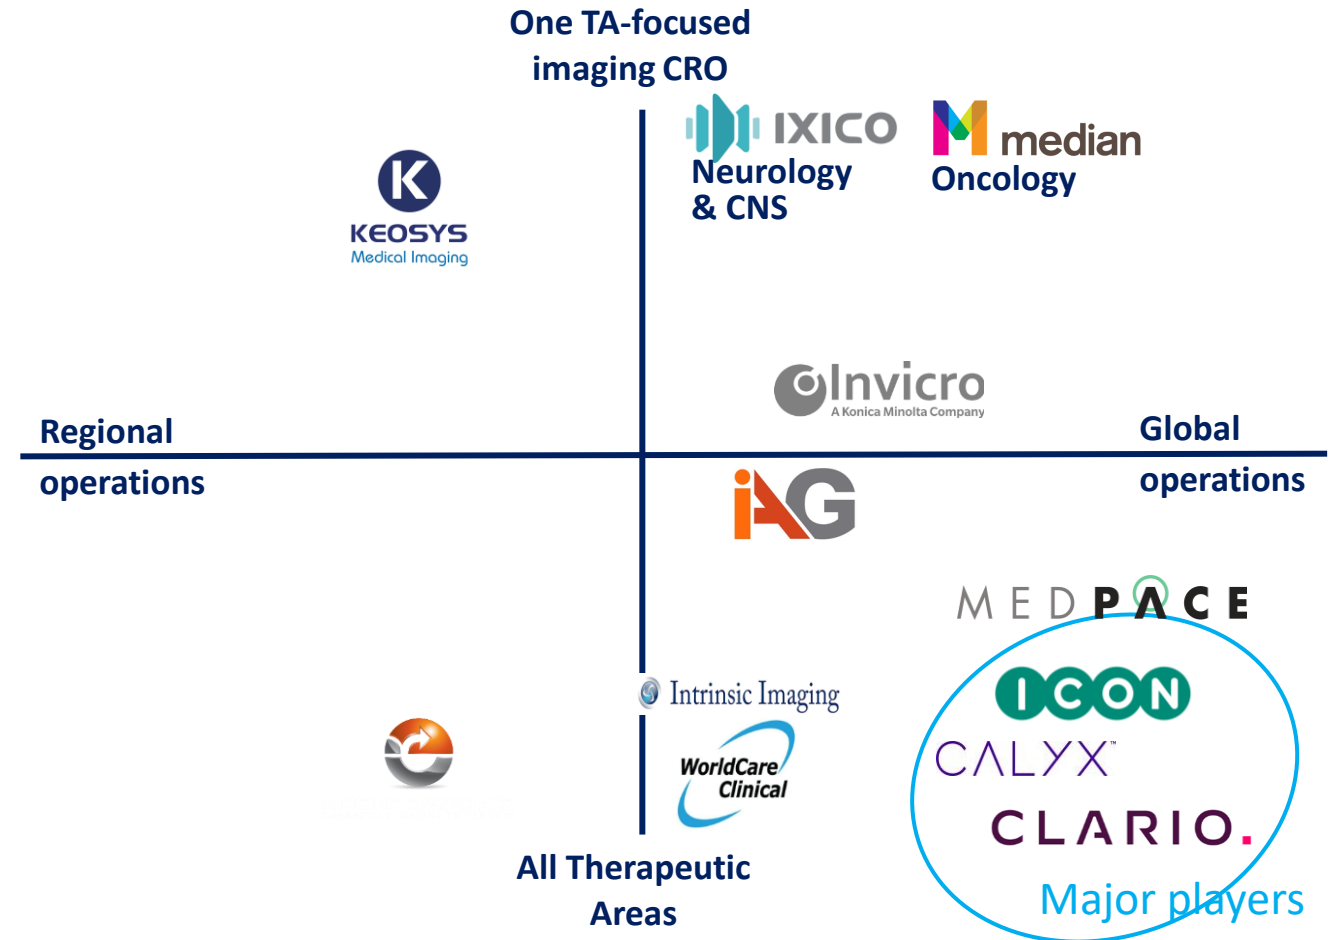 One TA-focused
imaging CRO
IXICO
Neurology
& CNS
median
Oncology
K
KEOSYS
Medical Imaging
Invicro
A Konica Minolta Company
Regional
operations
Global
operations
iAG
MEDPACE
ICON
CALYX™
CLARIO.
Major players
Intrinsic Imaging
WorldCare
Clinical
All Therapeutic
Areas